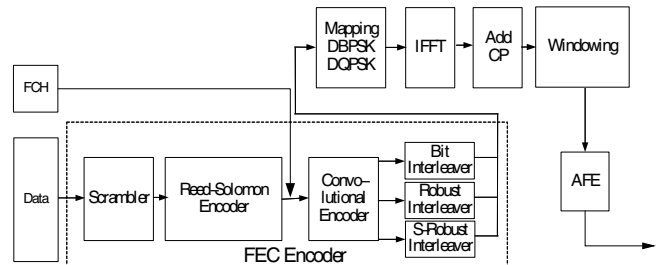 Mapping
DBPSK
DQPSK
IFFT
Add
CP
Windowing
FCH
Data
Scrambler
Reed-Solomon
Encoder
Convo-
lutional
Encoder
Bit
Interleaver
Robust
Interleaver
S-Robust
Interleaver
AFE
FEC Encoder